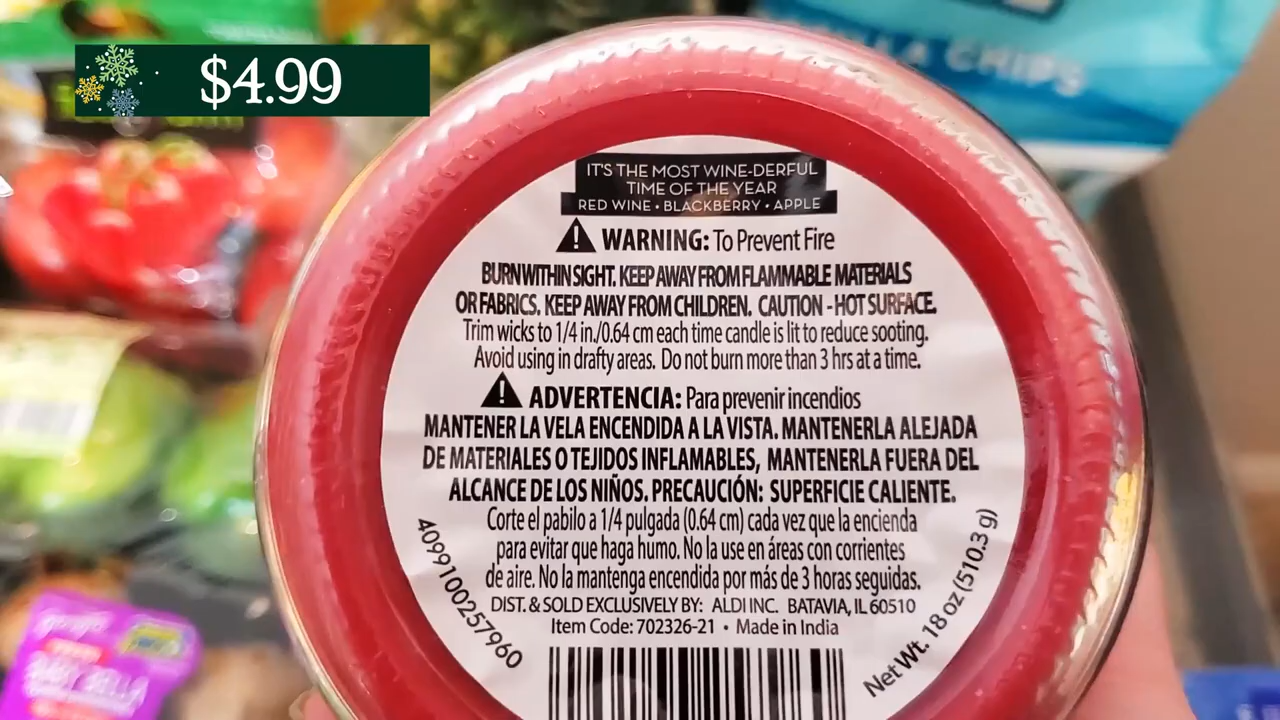 $4.99
CHIPS
IT'S THE MOST WINE-DERFUL
TIME OF THE YEAR
RED WINE • BLACKBERRY • APPLE
WARNING: To Prevent Fire
BURN WITHIN SIGHT. KEEP AWAY FROM FLAMMABLE MATERIALS
OR FABRICS. KEEP AWAY FROM CHILDREN. CAUTION - HOT SURFACE.
Trim wicks to 1/4 in./0.64 cm each time candle is lit to reduce sooting.
Avoid using in drafty areas. Do not burn more than 3 hrs at a time.
ADVERTENCIA: Para prevenir incendios
MANTENER LA VELA ENCENDIDA A LA VISTA. MANTENERLA ALEJADA
DE MATERIALES O TEJIDOS INFLAMABLES, MANTENERLA FUERA DEL
ALCANCE DE LOS NIÑOS. PRECAUCIÓN: SUPERFICIE CALIENTE.
Corte el pabilo a 1/4 pulgada (0.64 cm) cada vez que la encienda
para evitar que haga humo. No la use en áreas con corrientes
de aire. No la mantenga encendida por más de 3 horas seguidas.
DIST. & SOLD EXCLUSIVELY BY: ALDI INC. BATAVIA, IL 60510
Item Code: 702326-21 • Made in India
4099100257960
Net Wt. 18 oz (510.3 g)
BABY BELLA